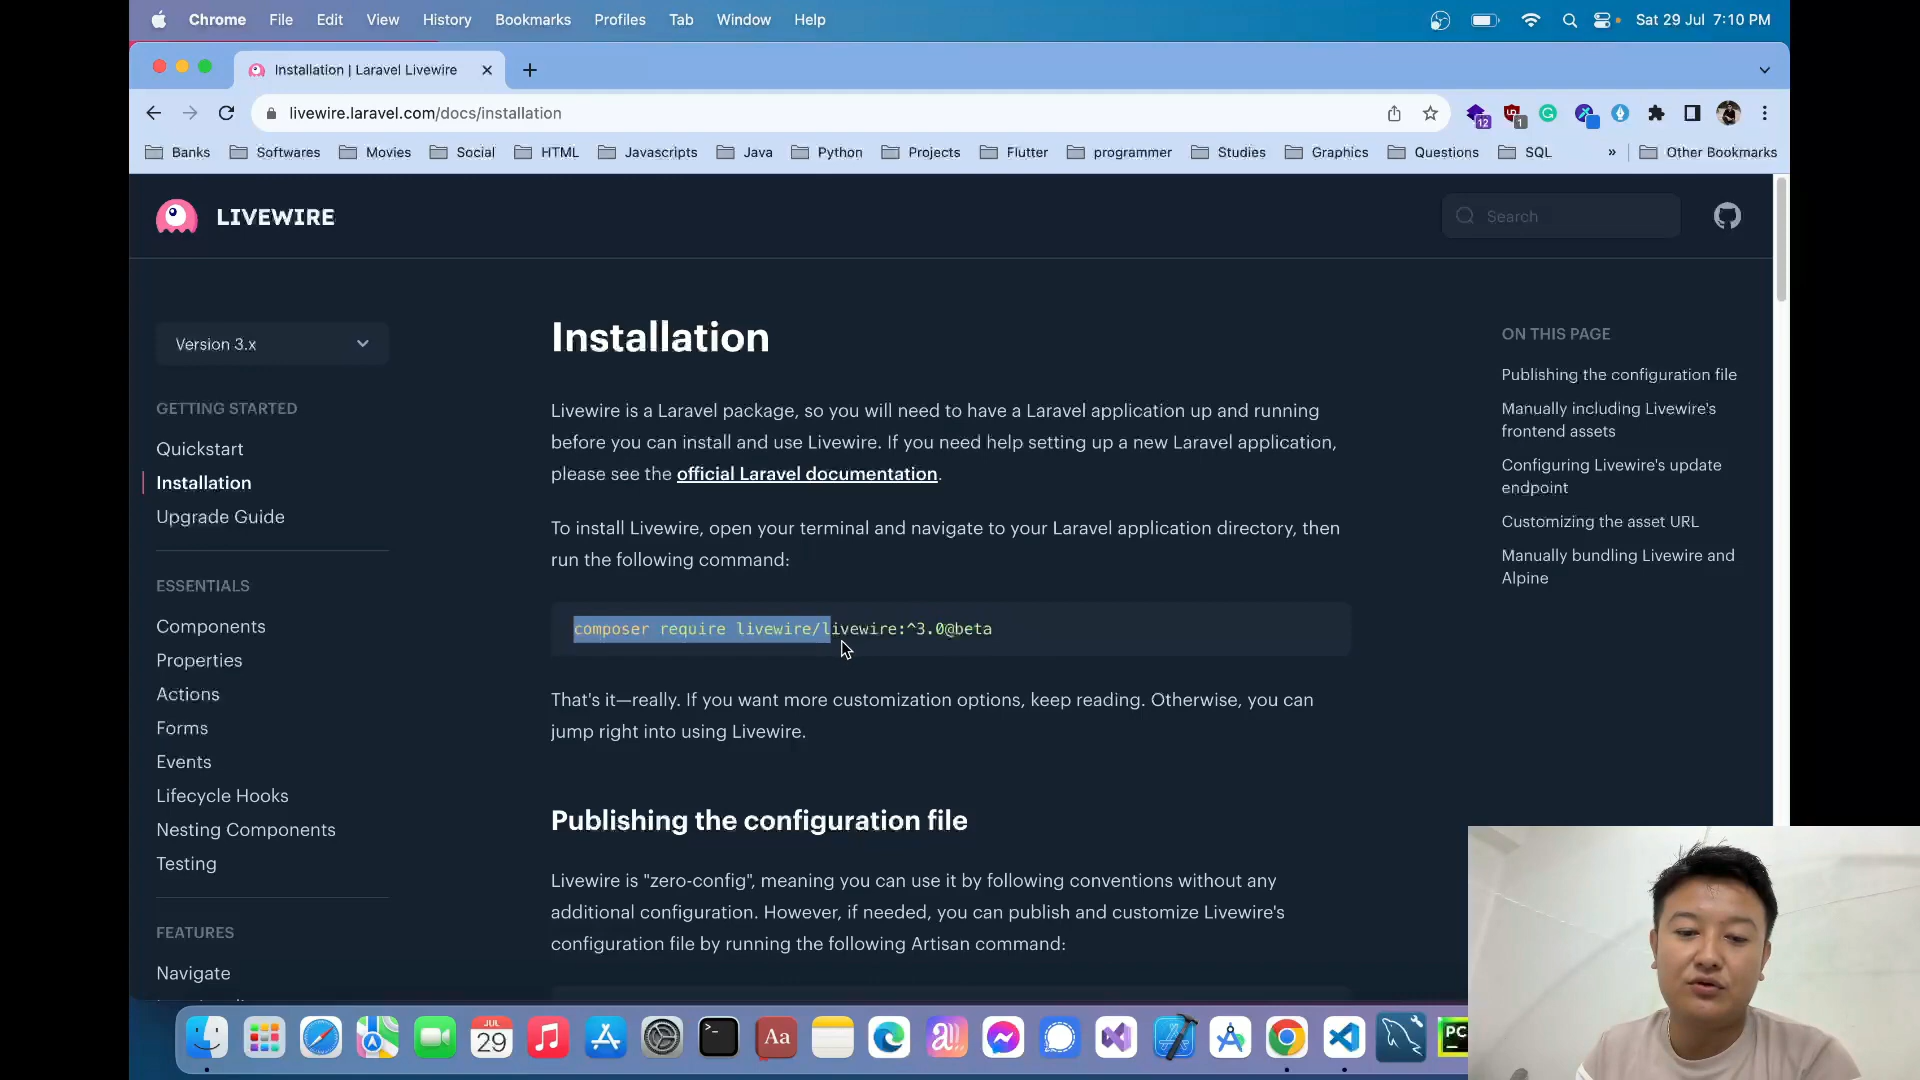 Chrome File Edit View History Bookmarks Profiles Tab Window Help Sat 29 Jul 7:10 PM
Installation | Laravel Livewire
livewire.laravel.com/docs/installation
12 1
Banks Softwares Movies Social HTML Javascripts Java Python Projects Flutter programmer Studies Graphics Questions SQL » Other Bookmarks
LIVEWIRE
Search
Version 3.x
GETTING STARTED
Quickstart
Installation
Upgrade Guide
ESSENTIALS
Components
Properties
Actions
Forms
Events
Lifecycle Hooks
Nesting Components
Testing
FEATURES
Navigate
Installation
Livewire is a Laravel package, so you will need to have a Laravel application up and running
before you can install and use Livewire. If you need help setting up a new Laravel application,
please see the official Laravel documentation.
To install Livewire, open your terminal and navigate to your Laravel application directory, then
run the following command:
composer require livewire/livewire:^3.0@beta
That's it—really. If you want more customization options, keep reading. Otherwise, you can
jump right into using Livewire.
Publishing the configuration file
Livewire is "zero-config", meaning you can use it by following conventions without any
additional configuration. However, if needed, you can publish and customize Livewire's
configuration file by running the following Artisan command:
ON THIS PAGE
Publishing the configuration file
Manually including Livewire's
frontend assets
Configuring Livewire's update
endpoint
Customizing the asset URL
Manually bundling Livewire and
Alpine
JUL
29
Aa
PC